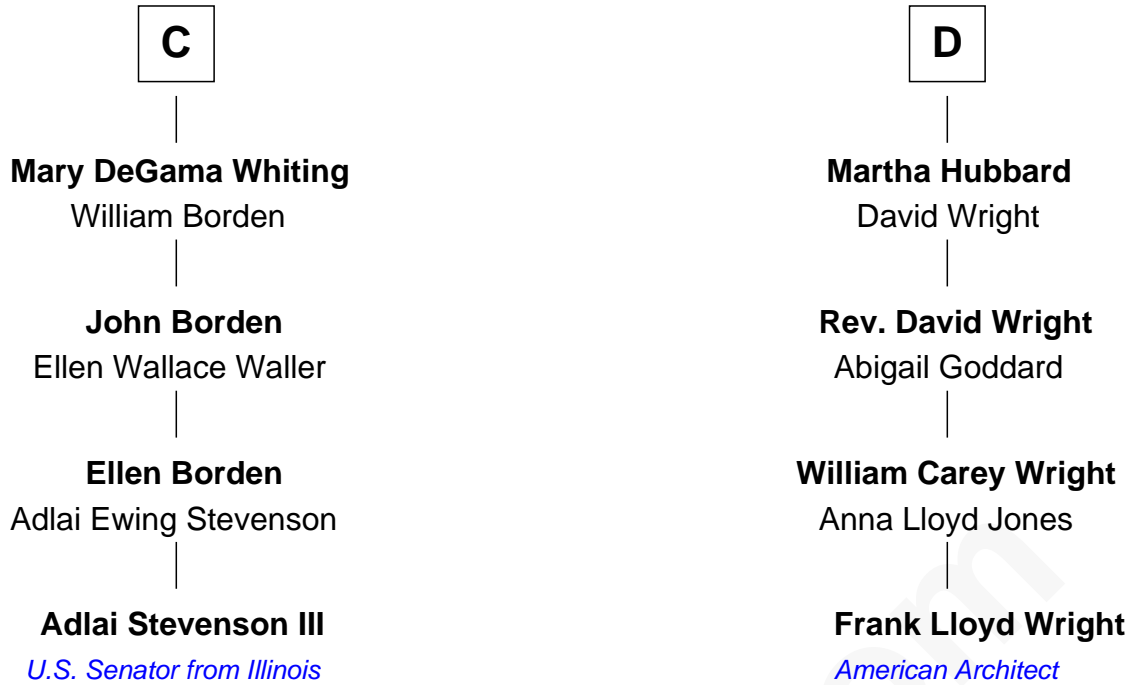 C
Mary DeGama Whiting
William Borden
John Borden
Ellen Wallace Waller
Ellen Borden
Adlai Ewing Stevenson
Adlai Stevenson III
U.S. Senator from Illinois
D
Martha Hubbard
David Wright
Rev. David Wright
Abigail Goddard
William Carey Wright
Anna Lloyd Jones
Frank Lloyd Wright
American Architect